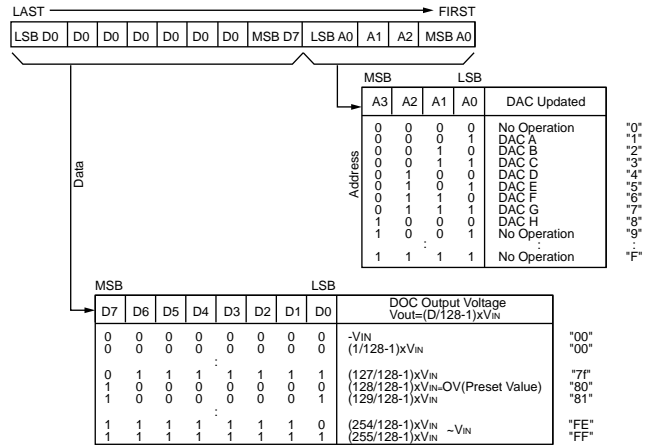 LAST FIRST
LSB D0 D0 D0 D0 D0 D0 MSB D7 LSB A0 A1 A2 MSB A0
MSB LSB
A3 A2 A1 A0 DAC Updated
0 0 0 0 No Operation "0"
0 0 0 1 DAC A "1"
0 0 1 0 DAC B "2"
0 0 1 1 DAC C "3"
0 1 0 0 DAC D "4"
0 1 0 1 DAC E "5"
0 1 1 0 DAC F "6"
0 1 1 1 DAC G "7"
1 0 0 0 DAC H "8"
1 0 0 1 No Operation "9"
: : :
1 1 1 1 No Operation "F"
Address
Data
MSB LSB
D7 D6 D5 D4 D3 D2 D1 D0 DOC Output Voltage
Vout=(D/128-1)xVIN
0 0 0 0 0 0 0 0 -VIN "00"
0 0 0 0 0 0 0 0 (1/128-1)xVIN "00"
:
0 1 1 1 1 1 1 1 (127/128-1)xVIN "7f"
1 0 0 0 0 0 0 0 (128/128-1)xVIN=OV(Preset Value) "80"
1 0 0 0 0 0 0 1 (129/128-1)xVIN "81"
:
1 1 1 1 1 1 1 0 (254/128-1)xVIN ~VIN "FE"
1 1 1 1 1 1 1 1 (255/128-1)xVIN "FF"